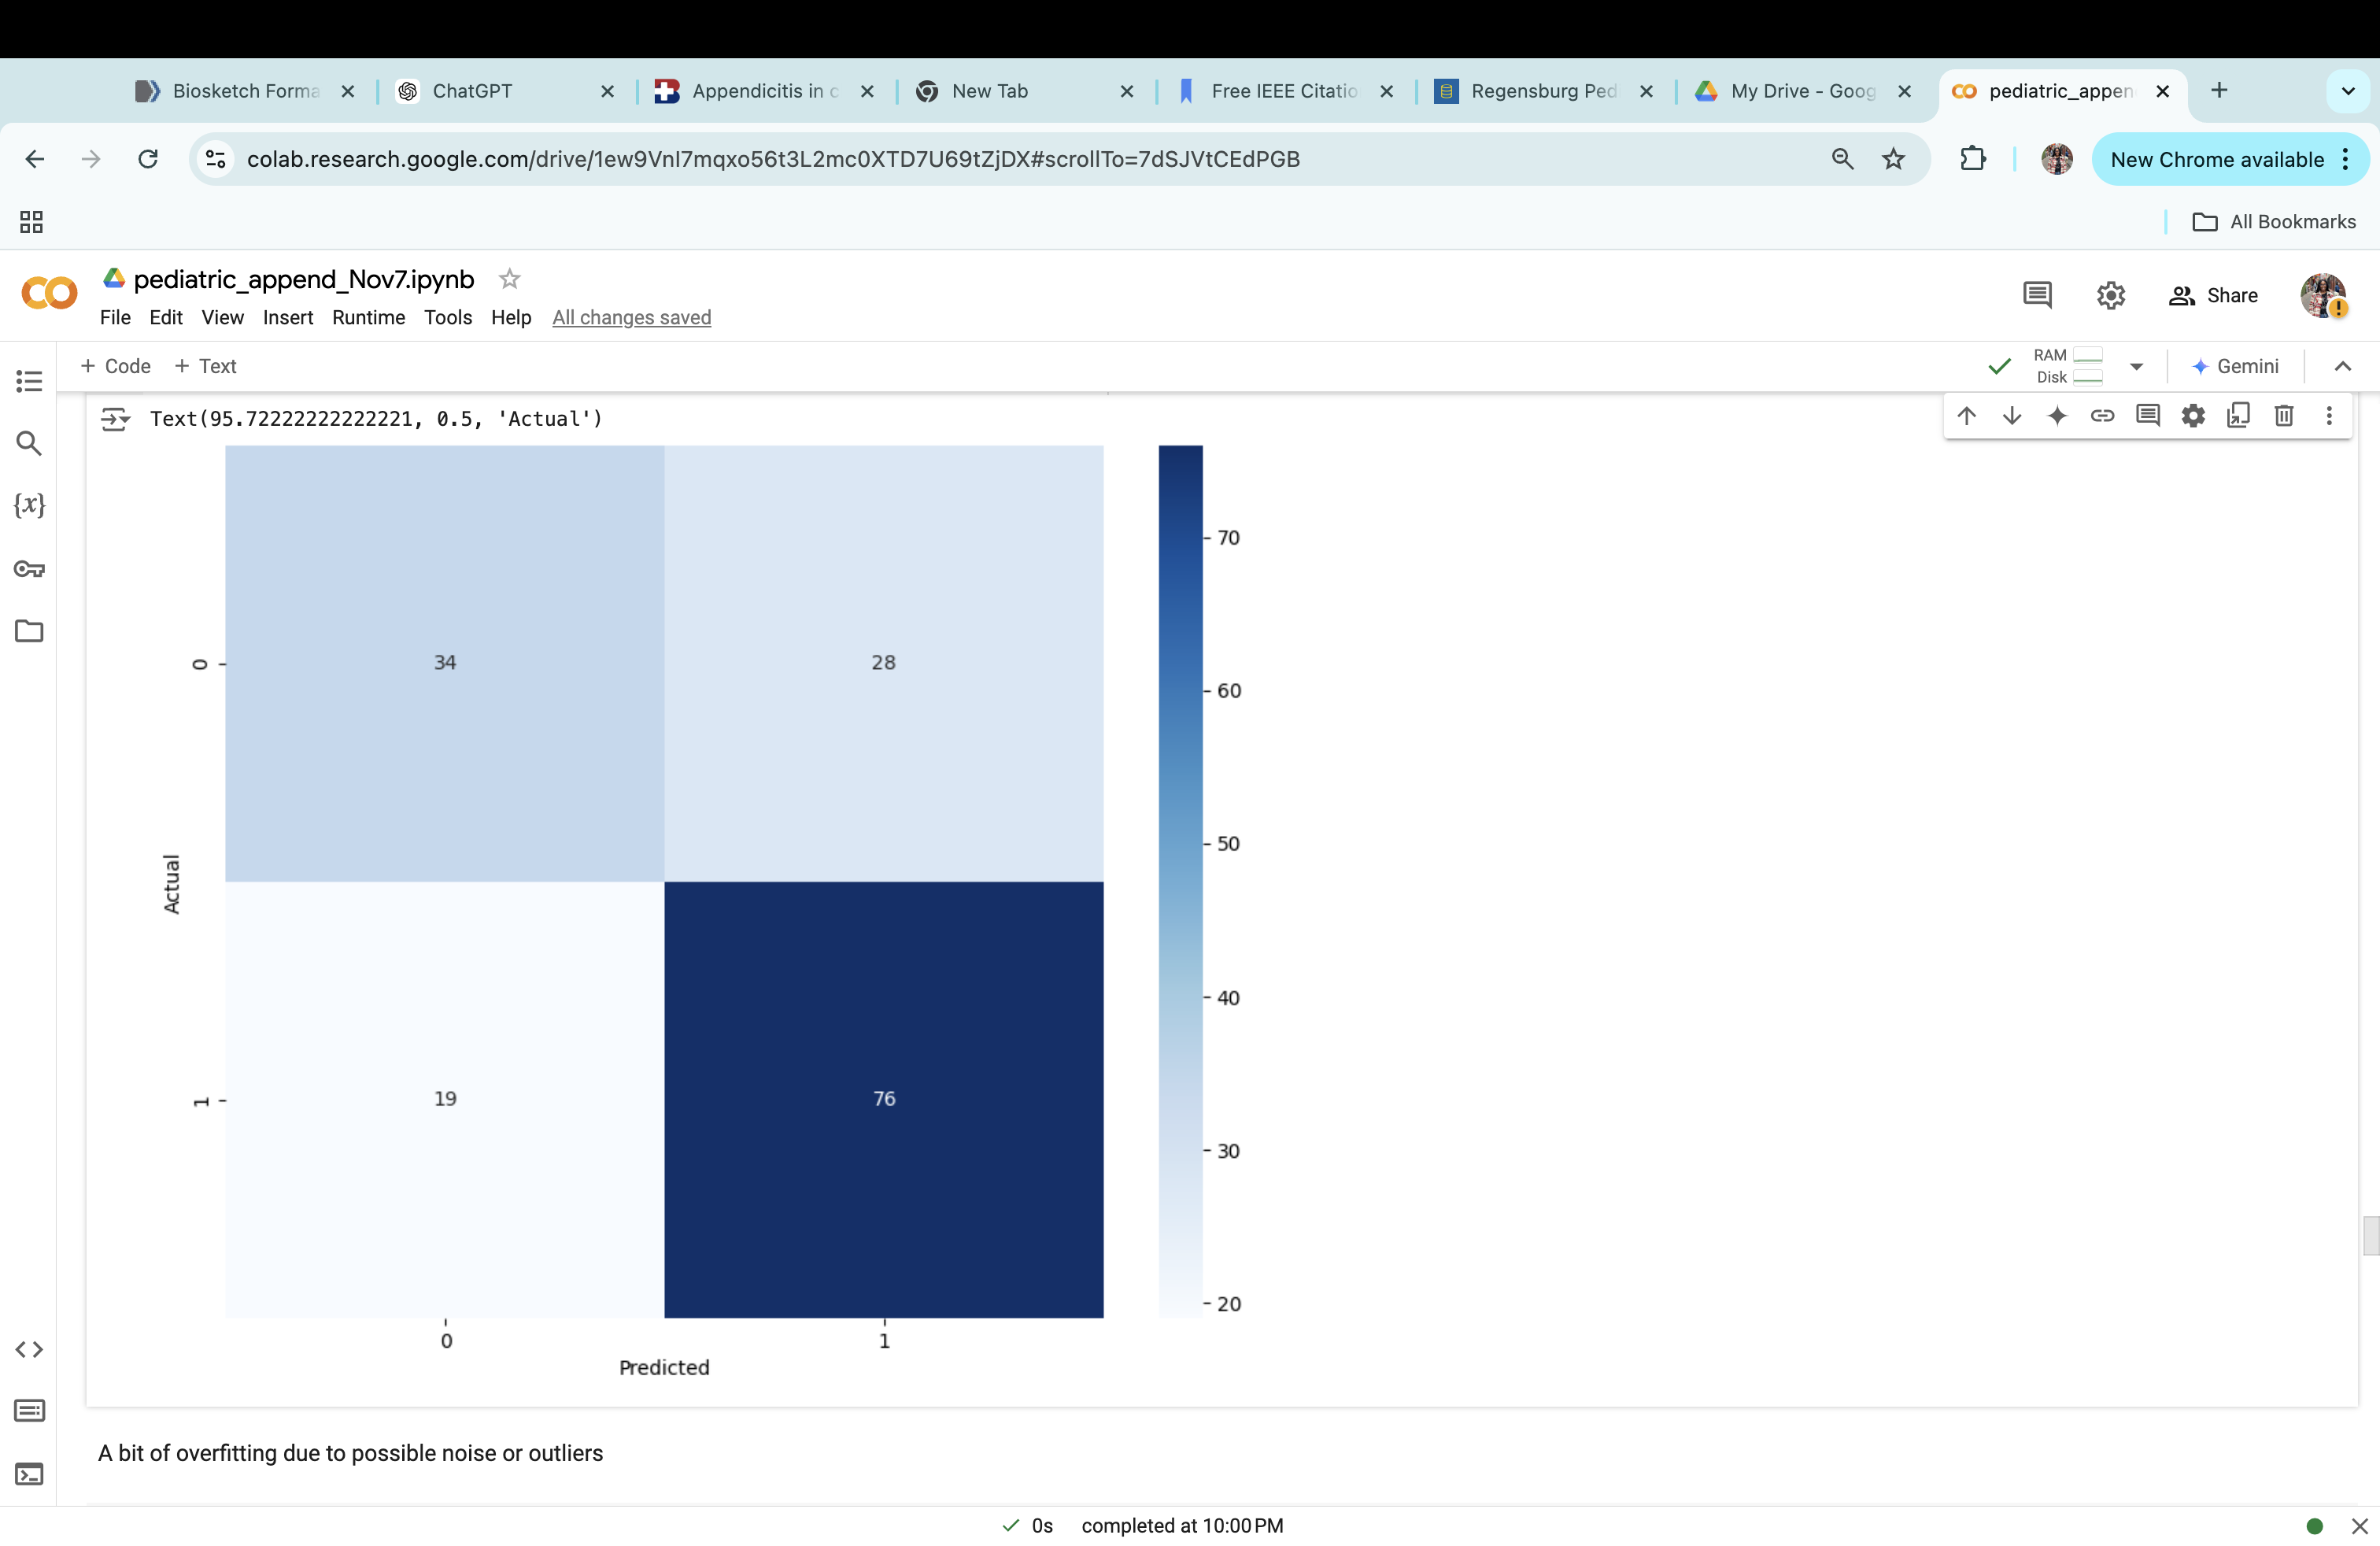 Biosketch Forma
ChatGPT
Appendicitis in c
New Tab
Free IEEE Citatio
Regensburg Ped
My Drive - Goog
pediatric_appen
colab.research.google.com/drive/1ew9Vnl7mqxo56t3L2mc0XTD7U69tZjDX#scrollTo=7dSJVtCEdPGB
New Chrome available
All Bookmarks
pediatric_append_Nov7.ipynb
File Edit View Insert Runtime Tools Help All changes saved
Share
+ Code + Text
RAM
Disk
Gemini
Text(95.72222222222221, 0.5, 'Actual')
{x}
70
60
50
40
30
20
0
34
28
Actual
1
19
76
0
1
Predicted
A bit of overfitting due to possible noise or outliers
0s completed at 10:00 PM